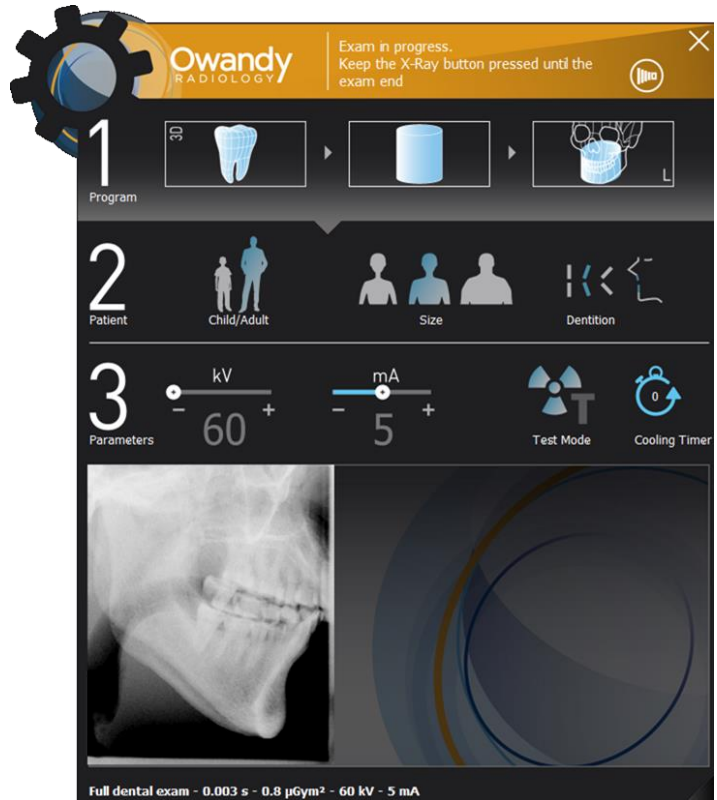 Owandy
RADIOLOGY
Exam in progress.
Keep the X-Ray button pressed until the
exam end
1
Program
3D
L
2
Patient
Child/Adult
Size
Dentition
3
Parameters
kV
- +
60
mA
- +
5
T
Test Mode
0
Cooling Timer
Full dental exam - 0.003 s - 0.8 µGym² - 60 kV - 5 mA